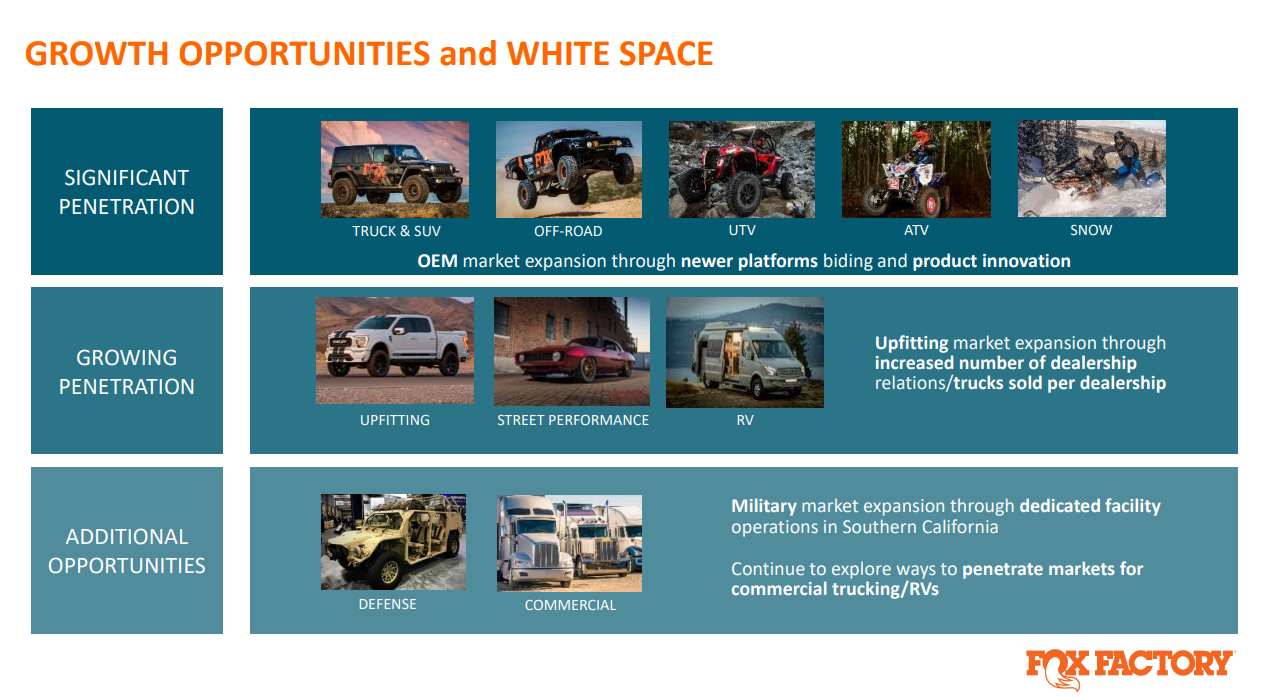 GROWTH OPPORTUNITIES and WHITE SPACE
SIGNIFICANT
PENETRATION
FOX
FOX
TRUCK & SUV
OFF-ROAD
UTV
ATV
SNOW
OEM market expansion through newer platforms biding and product innovation
GROWING
PENETRATION
SHELBY
UPFITTING
STREET PERFORMANCE
RV
Upfitting market expansion through
increased number of dealership
relations/trucks sold per dealership
ADDITIONAL
OPPORTUNITIES
DEFENSE
COMMERCIAL
Military market expansion through dedicated facility
operations in Southern California
Continue to explore ways to penetrate markets for
commercial trucking/RVs
FOX FACTORY